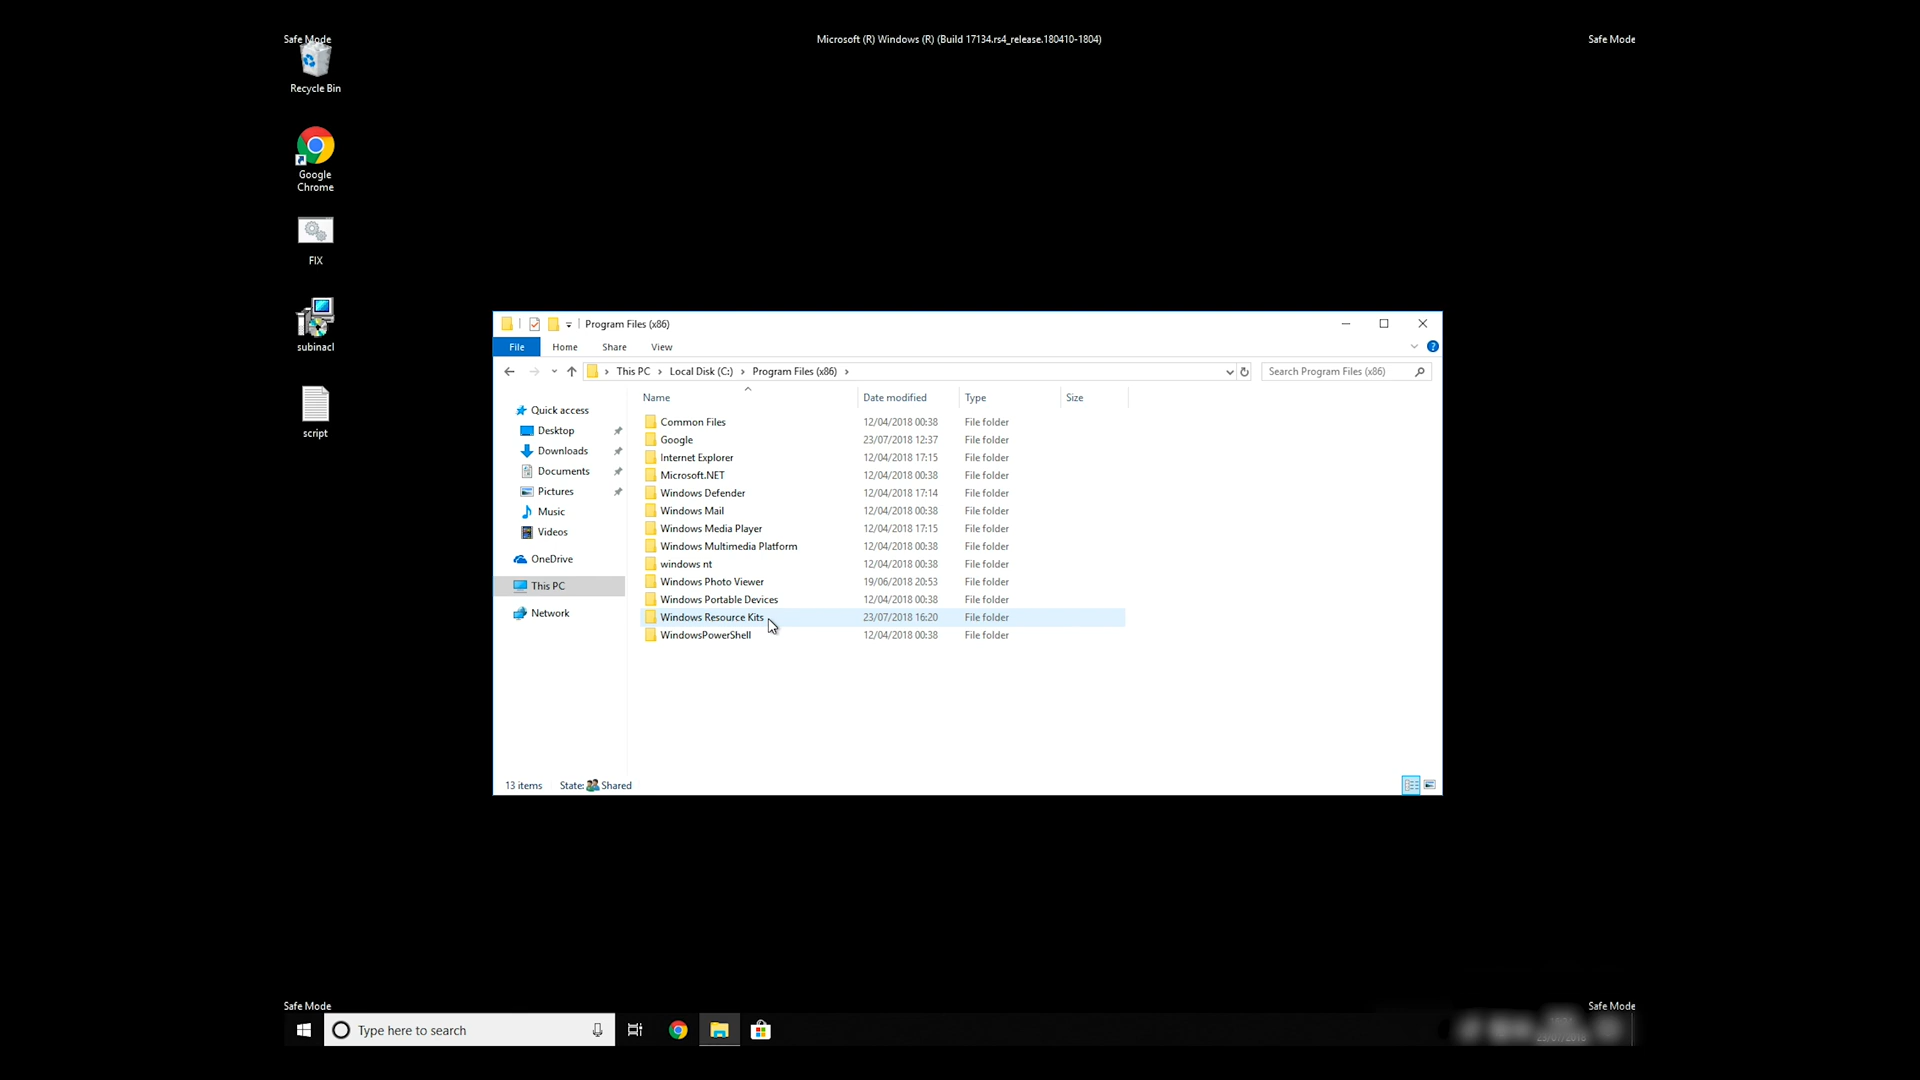 Safe Mode
Microsoft (R) Windows (R) (Build 17134.rs4_release.180410-1804)
Safe Mode
Recycle Bin
Google
Chrome
FIX
subinacl
script
Program Files (x86)
File Home Share View
This PC Local Disk (C:) Program Files (x86)
Search Program Files (x86)
Quick access
Desktop
Downloads
Documents
Pictures
Music
Videos
OneDrive
This PC
Network
Name Date modified Type Size
Common Files 12/04/2018 00:38 File folder
Google 23/07/2018 12:37 File folder
Internet Explorer 12/04/2018 17:15 File folder
Microsoft.NET 12/04/2018 00:38 File folder
Windows Defender 12/04/2018 17:14 File folder
Windows Mail 12/04/2018 00:38 File folder
Windows Media Player 12/04/2018 17:15 File folder
Windows Multimedia Platform 12/04/2018 00:38 File folder
windows nt 12/04/2018 00:38 File folder
Windows Photo Viewer 19/06/2018 20:53 File folder
Windows Portable Devices 12/04/2018 00:38 File folder
Windows Resource Kits 23/07/2018 16:20 File folder
WindowsPowerShell 12/04/2018 00:38 File folder
13 items State: Shared
Safe Mode
Safe Mode
Type here to search